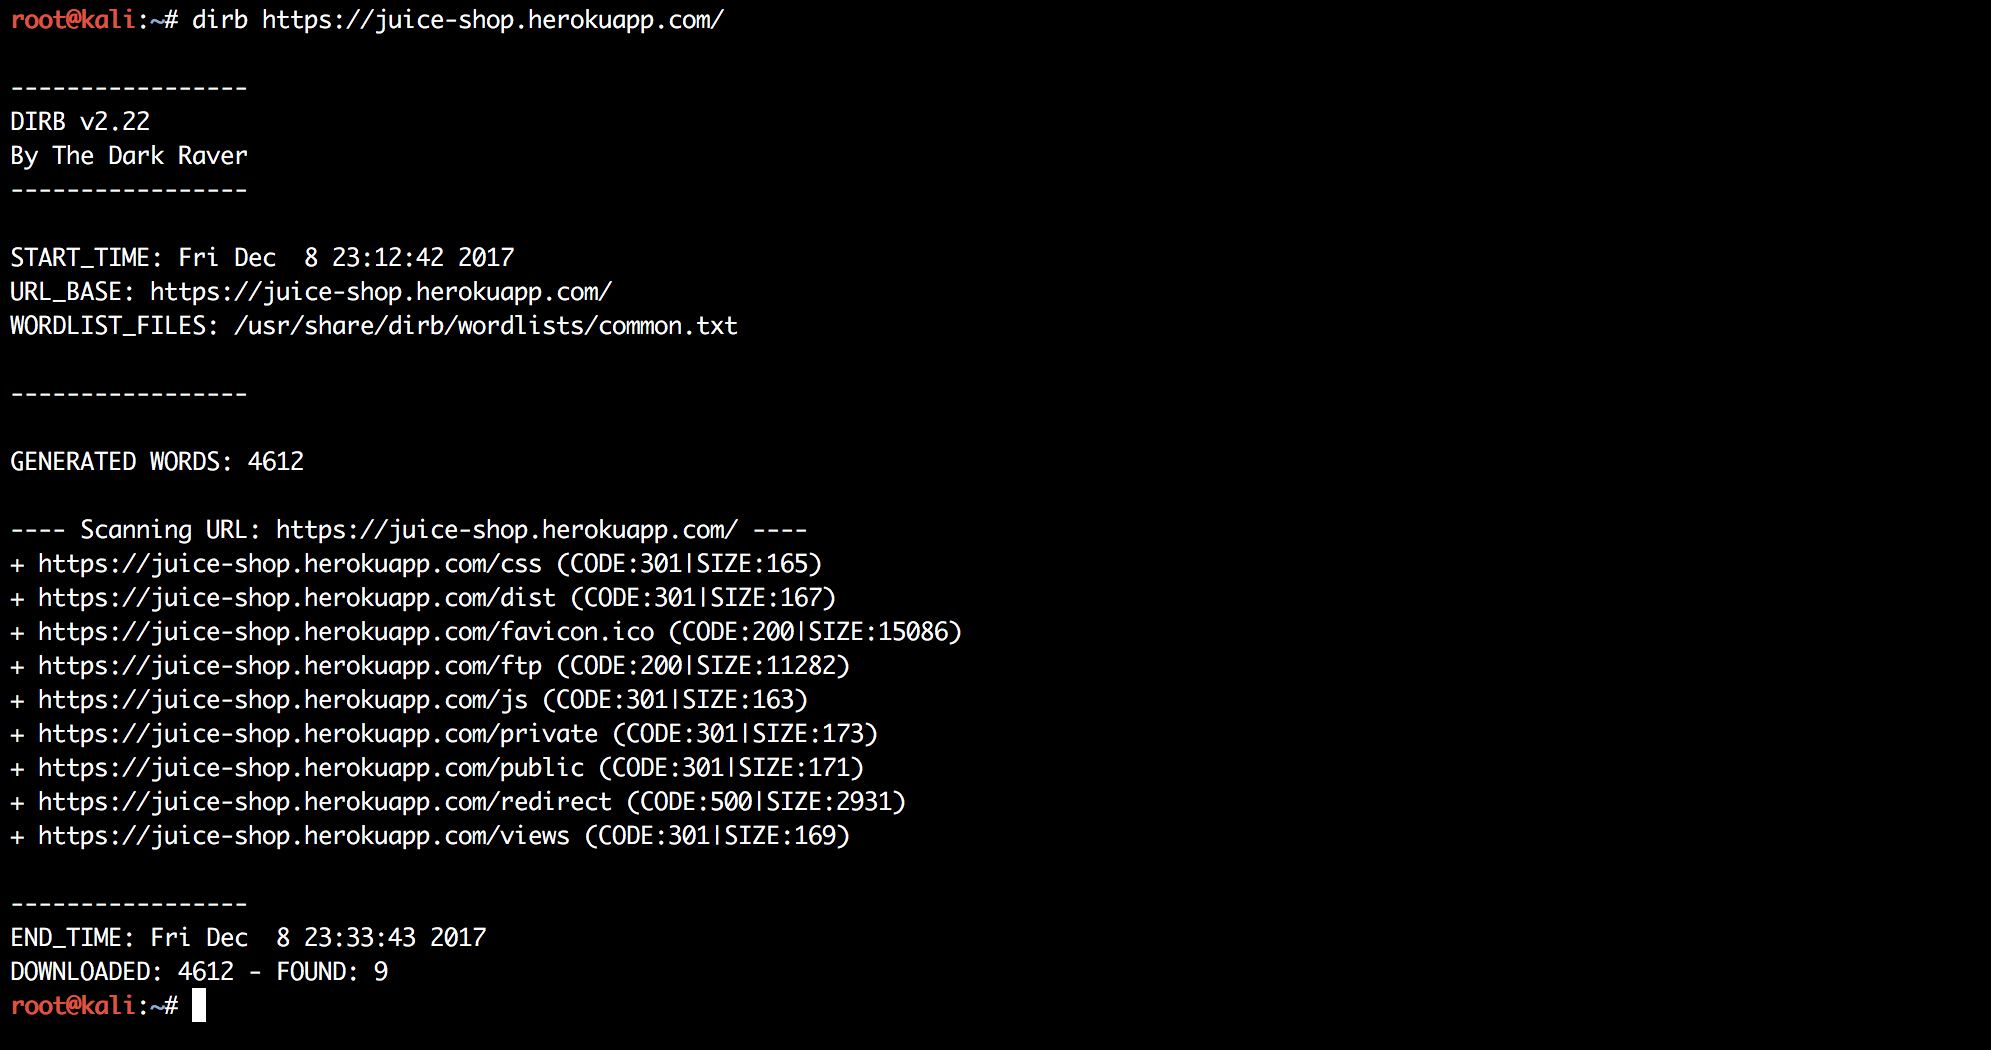 root@kali:~# dirb https://juice-shop.herokuapp.com/
-----------------
DIRB v2.22
By The Dark Raver
-----------------
START_TIME: Fri Dec  8 23:12:42 2017
URL_BASE: https://juice-shop.herokuapp.com/
WORDLIST_FILES: /usr/share/dirb/wordlists/common.txt
-----------------
GENERATED WORDS: 4612
---- Scanning URL: https://juice-shop.herokuapp.com/ ----
+ https://juice-shop.herokuapp.com/css (CODE:301|SIZE:165)
+ https://juice-shop.herokuapp.com/dist (CODE:301|SIZE:167)
+ https://juice-shop.herokuapp.com/favicon.ico (CODE:200|SIZE:15086)
+ https://juice-shop.herokuapp.com/ftp (CODE:200|SIZE:11282)
+ https://juice-shop.herokuapp.com/js (CODE:301|SIZE:163)
+ https://juice-shop.herokuapp.com/private (CODE:301|SIZE:173)
+ https://juice-shop.herokuapp.com/public (CODE:301|SIZE:171)
+ https://juice-shop.herokuapp.com/redirect (CODE:500|SIZE:2931)
+ https://juice-shop.herokuapp.com/views (CODE:301|SIZE:169)
-----------------
END_TIME: Fri Dec  8 23:33:43 2017
DOWNLOADED: 4612 - FOUND: 9
root@kali:~#